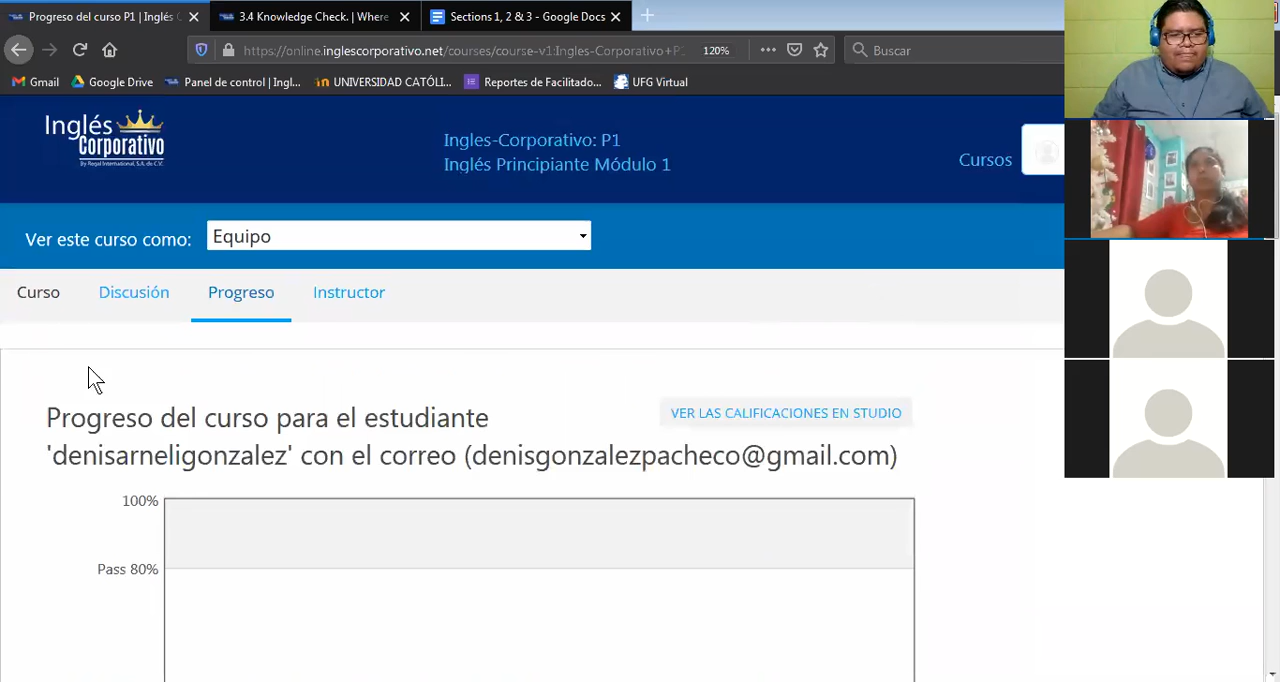 Progreso del curso P1 | Inglés C
3.4 Knowledge Check. | Where
Sections 1, 2 & 3 - Google Docs
https://online.inglescorporativo.net/courses/course-v1:Ingles-Corporativo+P
120%
Buscar
Gmail
Google Drive
Panel de control | Ingl...
UNIVERSIDAD CATÓLI...
Reportes de Facilitado...
UFG Virtual
Inglés
Corporativo
By Regal International, S.A. de C.V.
Ingles-Corporativo: P1
Inglés Principiante Módulo 1
Cursos
Ver este curso como:
Equipo
Curso
Discusión
Progreso
Instructor
Progreso del curso para el estudiante
'denisarneligonzalez' con el correo (denisgonzalezpacheco@gmail.com)
VER LAS CALIFICACIONES EN STUDIO
100%
Pass 80%